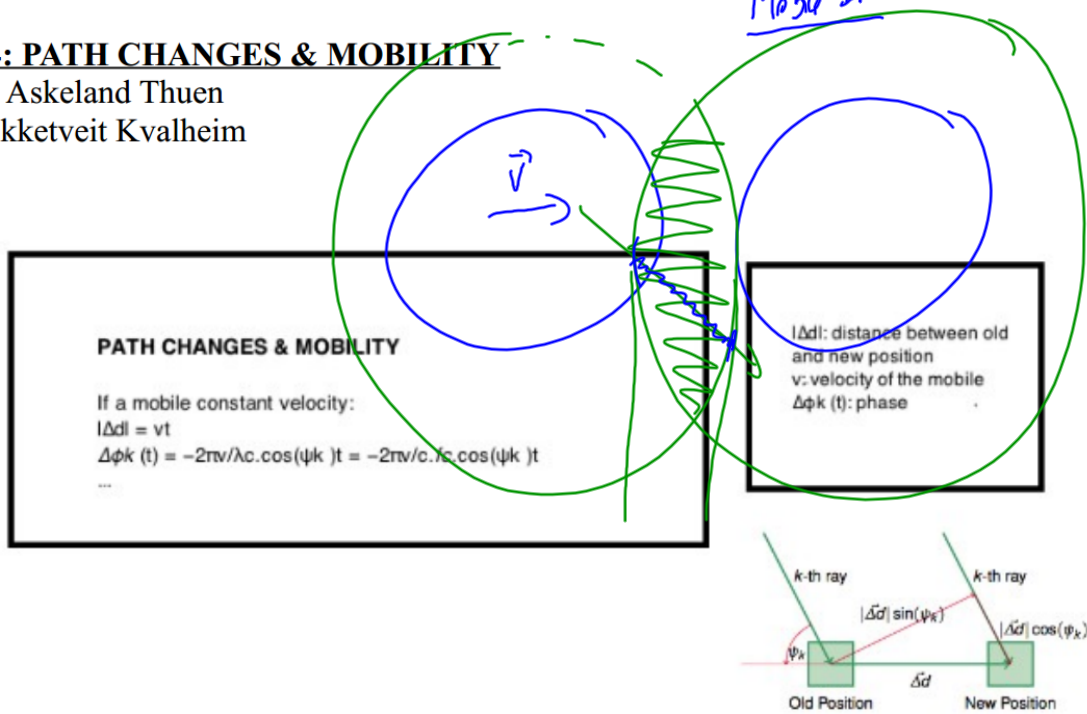 : PATH CHANGES & MOBILITY
Askeland Thuen
kketveit Kvalheim
V
PATH CHANGES & MOBILITY
If a mobile constant velocity:
|Δd| = vt
Δϕk (t) = −2πv/λc.cos(ψk )t = −2πv/c.fc.cos(ψk )t
...
|Δd|: distance between old
and new position
v: velocity of the mobile
Δϕk (t): phase
k-th ray
k-th ray
|Δd| sin(ψk)
|Δd| cos(ψk)
ψk
Δd
Old Position
New Position